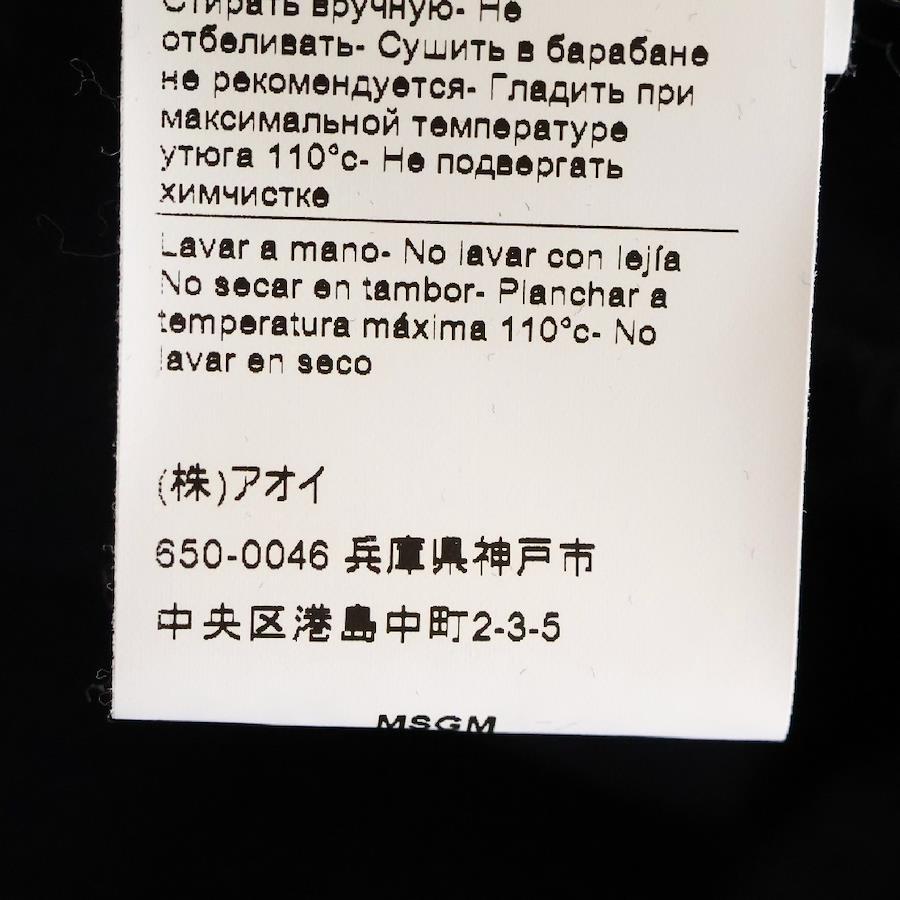 Стирать вручную- Не
отбеливать- Сушить в барабане
не рекомендуется- Гладить при
максимальной температуре
утюга 110°c- Не подвергать
химчистке
Lavar a mano- No lavar con lejía
No secar en tambor- Planchar a
temperatura máxima 110°c- No
lavar en seco
(株)アオイ
650-0046 兵庫県神戸市
中央区港島中町2-3-5
MSGM